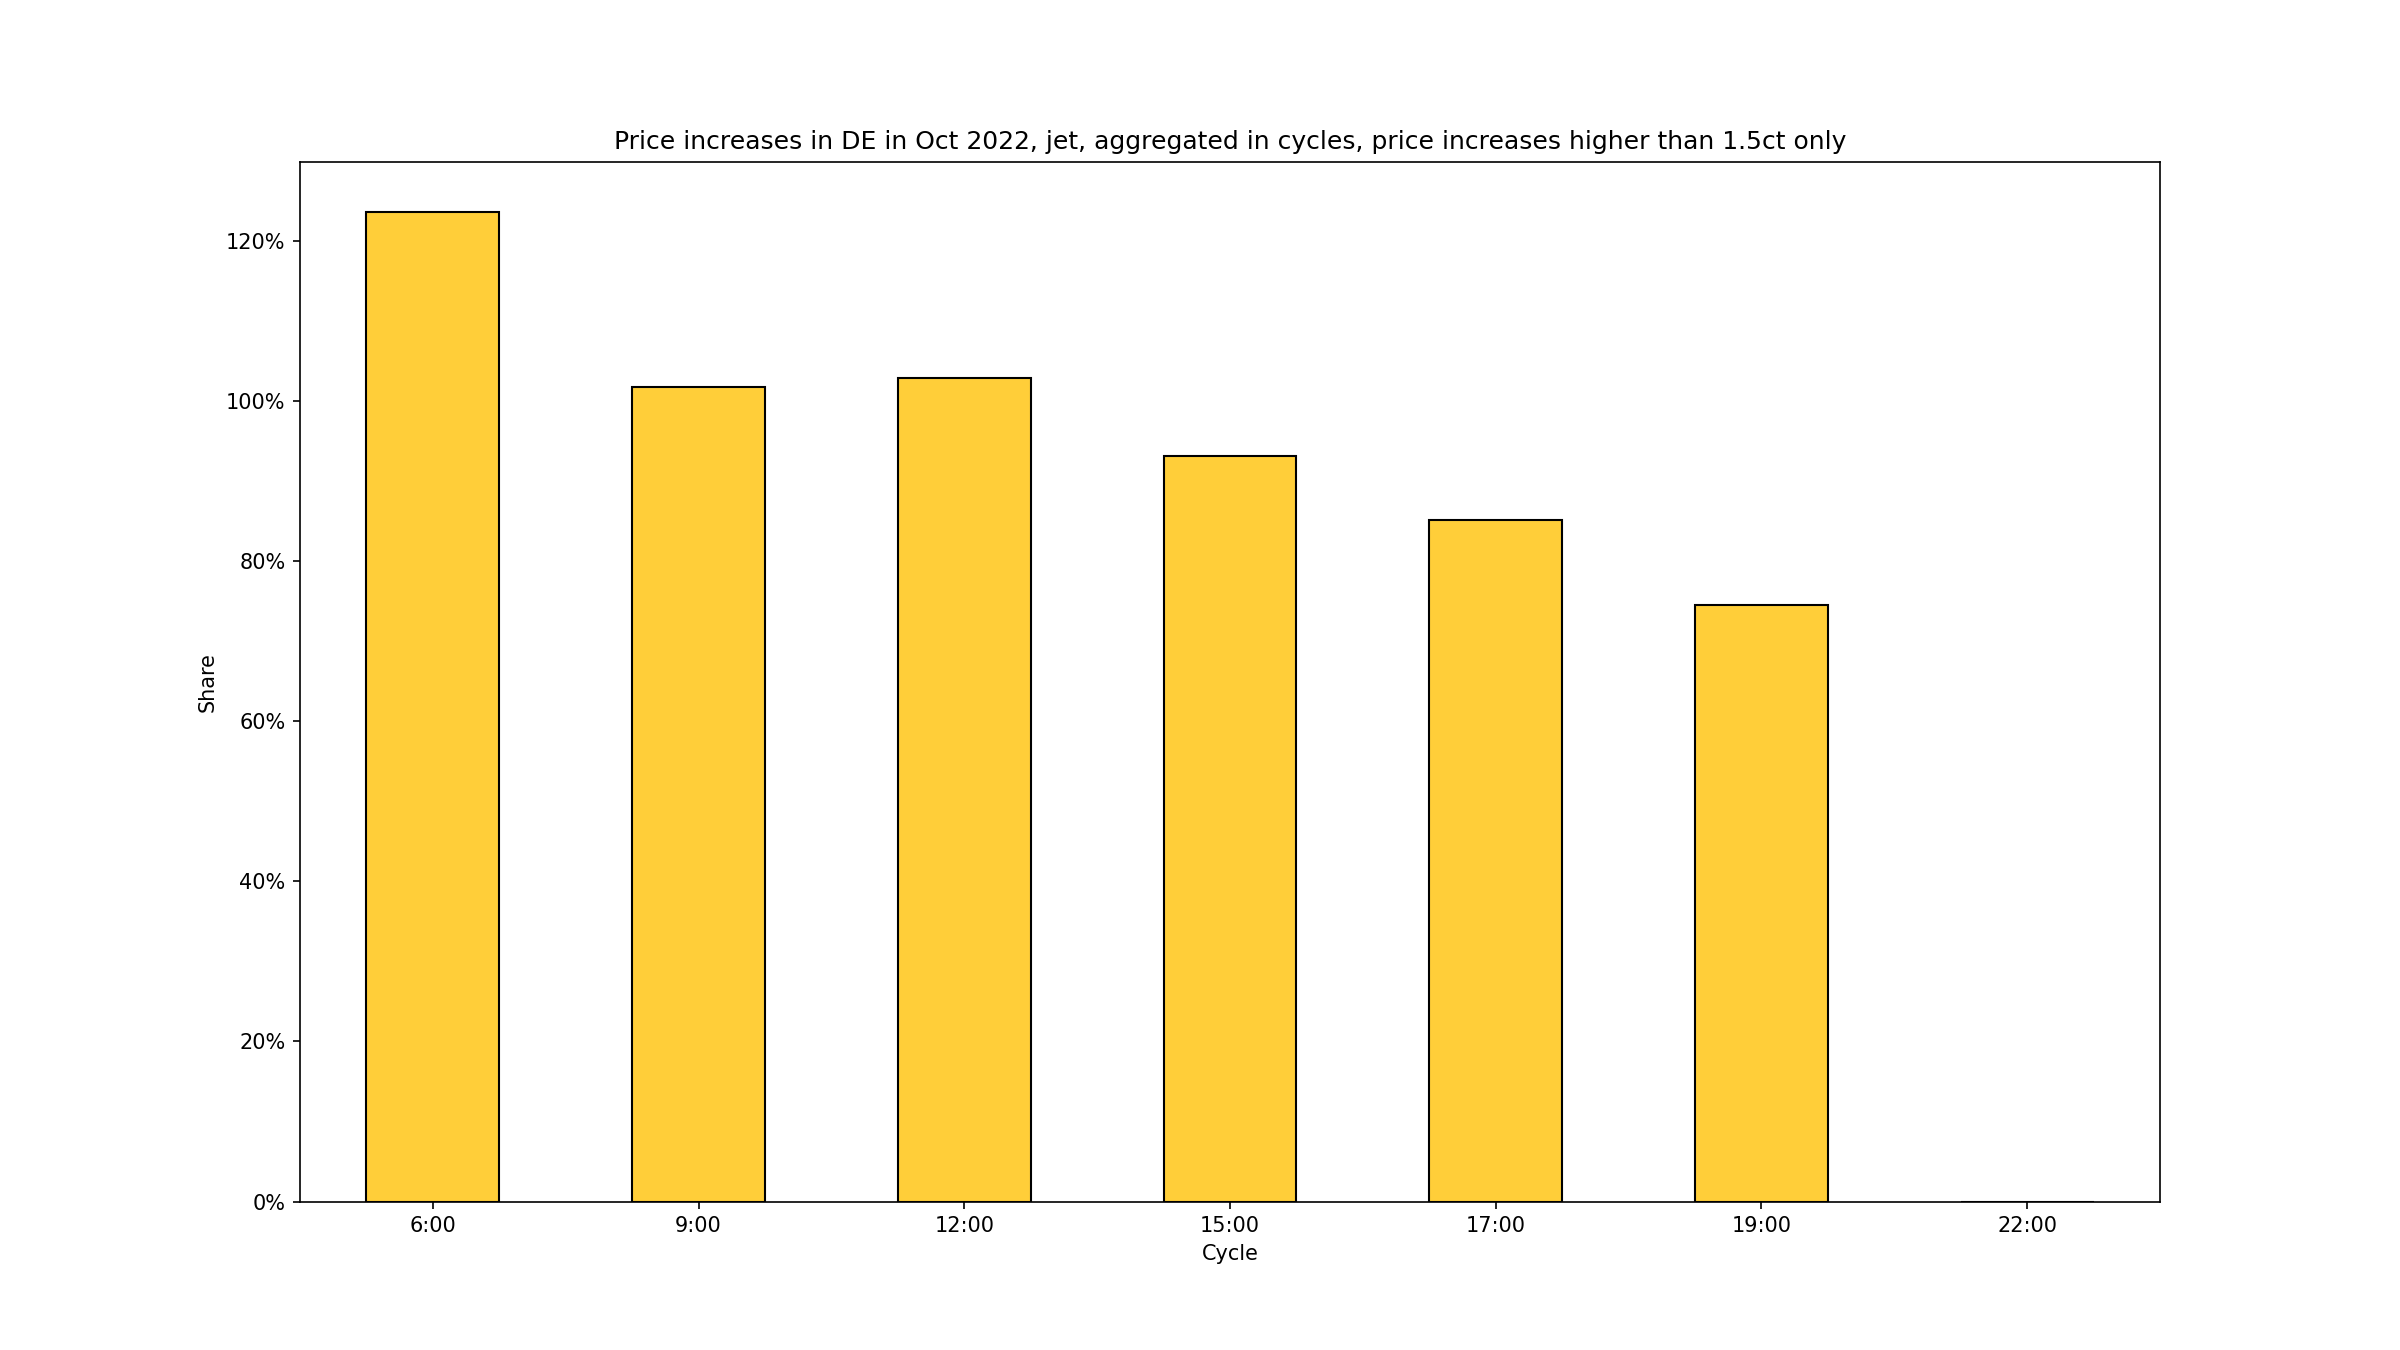 Price increases in DE in Oct 2022, jet, aggregated in cycles, price increases higher than 1.5ct only
120%
100%
80%
60%
40%
20%
0%
Share
6:00 9:00 12:00 15:00 17:00 19:00 22:00
Cycle